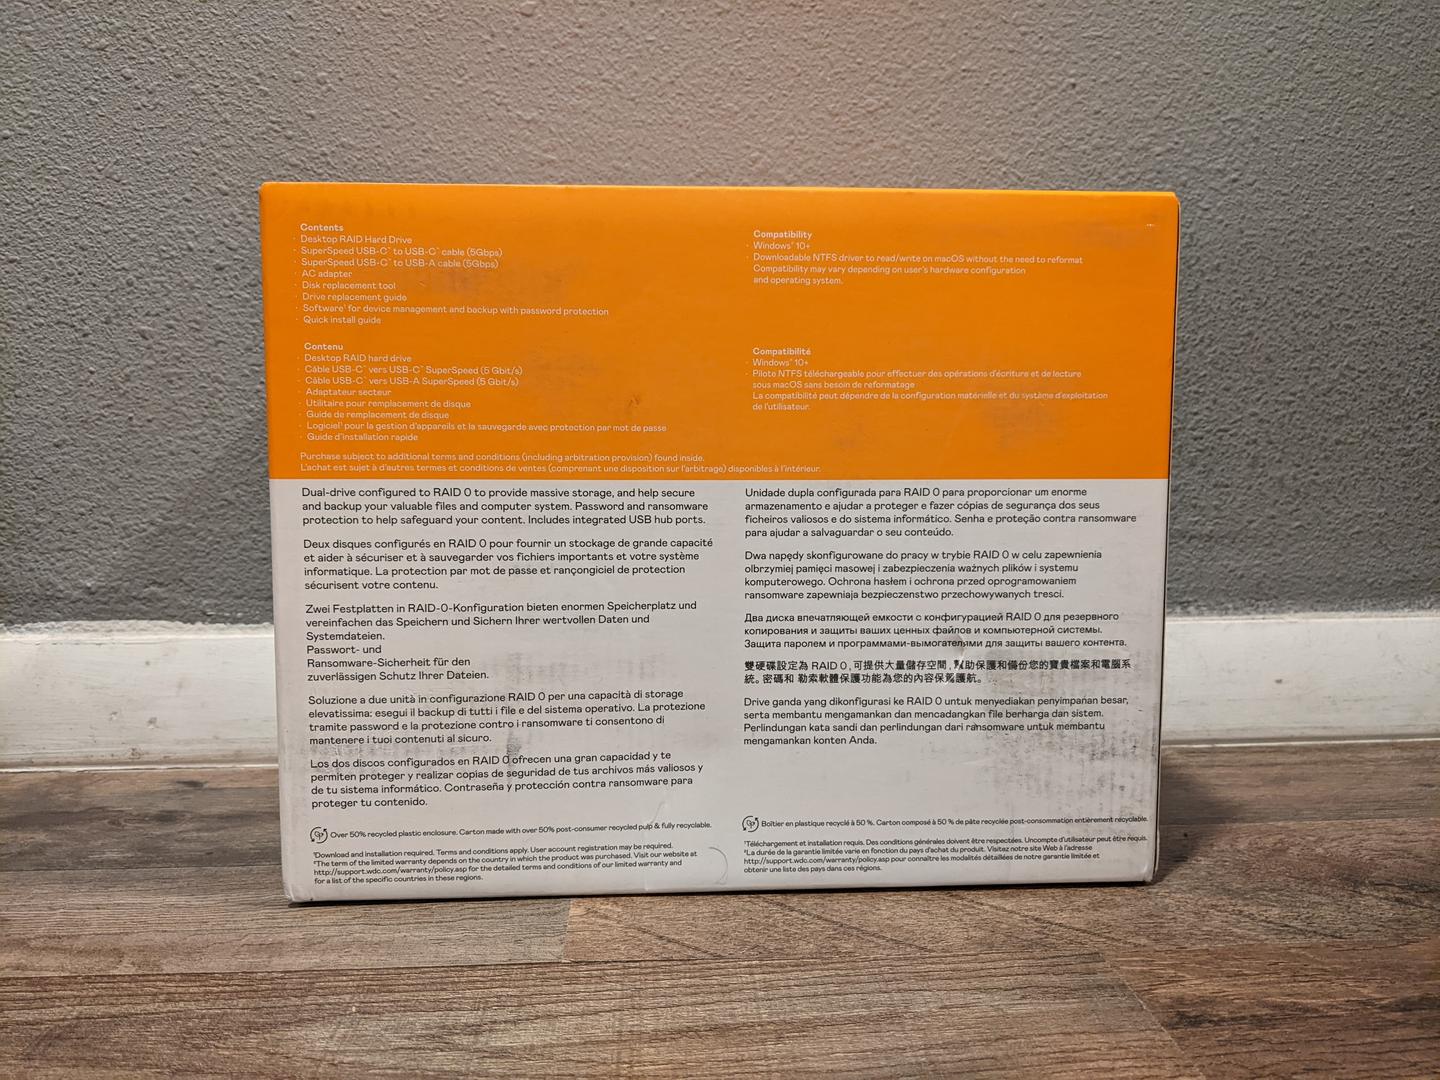 Contents
· Desktop RAID Hard Drive
· SuperSpeed USB-C™ to USB-C™ cable (5Gbps)
· SuperSpeed USB-C™ to USB-A cable (5Gbps)
· AC adapter
· Disk replacement tool
· Drive replacement guide
· Software¹ for device management and backup with password protection
· Quick install guide
Compatibility
· Windows® 10+
· Downloadable NTFS driver to read/write on macOS without the need to reformat
Compatibility may vary depending on user's hardware configuration
and operating system.
Contenu
· Desktop RAID hard drive
· Câble USB-C™ vers USB-C™ SuperSpeed (5 Gbit/s)
· Câble USB-C™ vers USB-A SuperSpeed (5 Gbit/s)
· Adaptateur secteur
· Utilitaire pour remplacement de disque
· Guide de remplacement de disque
· Logiciel¹ pour la gestion d'appareils et la sauvegarde avec protection par mot de passe
· Guide d'installation rapide
Compatibilité
· Windows® 10+
· Pilote NTFS téléchargeable pour effectuer des opérations d'écriture et de lecture
sous macOS sans besoin de reformatage
La compatibilité peut dépendre de la configuration matérielle et du système d'exploitation
de l'utilisateur.
Purchase subject to additional terms and conditions (including arbitration provision) found inside.
L'achat est sujet à d'autres termes et conditions de ventes (comprenant une disposition sur l'arbitrage) disponibles à l'intérieur.
Dual-drive configured to RAID 0 to provide massive storage, and help secure
and backup your valuable files and computer system. Password and ransomware
protection to help safeguard your content. Includes integrated USB hub ports.
Deux disques configurés en RAID 0 pour fournir un stockage de grande capacité
et aider à sécuriser et à sauvegarder vos fichiers importants et votre système
informatique. La protection par mot de passe et rançongiciel de protection
sécurisent votre contenu.
Zwei Festplatten in RAID-0-Konfiguration bieten enormen Speicherplatz und
vereinfachen das Speichern und Sichern Ihrer wertvollen Daten und
Systemdateien.
Passwort- und
Ransomware-Sicherheit für den
zuverlässigen Schutz Ihrer Dateien.
Soluzione a due unità in configurazione RAID 0 per una capacità di storage
elevatissima: esegui il backup di tutti i file e del sistema operativo. La protezione
tramite password e la protezione contro i ransomware ti consentono di
mantenere i tuoi contenuti al sicuro.
Los dos discos configurados en RAID 0 ofrecen una gran capacidad y te
permiten proteger y realizar copias de seguridad de tus archivos más valiosos y
de tu sistema informático. Contraseña y protección contra ransomware para
proteger tu contenido.
Over 50% recycled plastic enclosure. Carton made with over 50% post-consumer recycled pulp & fully recyclable.
¹Download and installation required. Terms and conditions apply. User account registration may be required.
*The term of the limited warranty depends on the country in which the product was purchased. Visit our website at
http://support.wdc.com/warranty/policy.asp for the detailed terms and conditions of our limited warranty and
for a list of the specific countries in these regions.
Unidade dupla configurada para RAID 0 para proporcionar um enorme
armazenamento e ajudar a proteger e fazer cópias de segurança dos seus
ficheiros valiosos e do sistema informático. Senha e proteção contra ransomware
para ajudar a salvaguardar o seu conteúdo.
Dwa napędy skonfigurowane do pracy w trybie RAID 0 w celu zapewnienia
olbrzymiej pamięci masowej i zabezpieczenia ważnych plików i systemu
komputerowego. Ochrona hasłem i ochrona przed oprogramowaniem
ransomware zapewniają bezpieczeństwo przechowywanych tresci.
Два диска впечатляющей емкости с конфигурацией RAID 0 для резервного
копирования и защиты ваших ценных файлов и компьютерной системы.
Защита паролем и программами-вымогателями для защиты вашего контента.
雙硬碟設定為 RAID 0, 可提供大量儲存空間, 助保護和備份您的寶貴檔案和電腦系
統。密碼和 勒索軟體保護功能為您的內容保駕護航。
Drive ganda yang dikonfigurasi ke RAID 0 untuk menyediakan penyimpanan besar,
serta membantu mengamankan dan mencadangkan file berharga dan sistem.
Perlindungan kata sandi dan perlindungan dari ransomware untuk membantu
mengamankan konten Anda.
Boîtier en plastique recyclé à 50 %. Carton composé à 50 % de pâte recyclée post-consommation entièrement recyclable.
¹Téléchargement et installation requis. Des conditions générales doivent être respectées. Un compte d'utilisateur peut être requis.
*La durée de la garantie limitée varie en fonction du pays d'achat du produit. Visitez notre site Web à l'adresse
http://support.wdc.com/warranty/policy.asp pour connaître les modalités détaillées de notre garantie limitée et
obtenir une liste des pays dans ces régions.